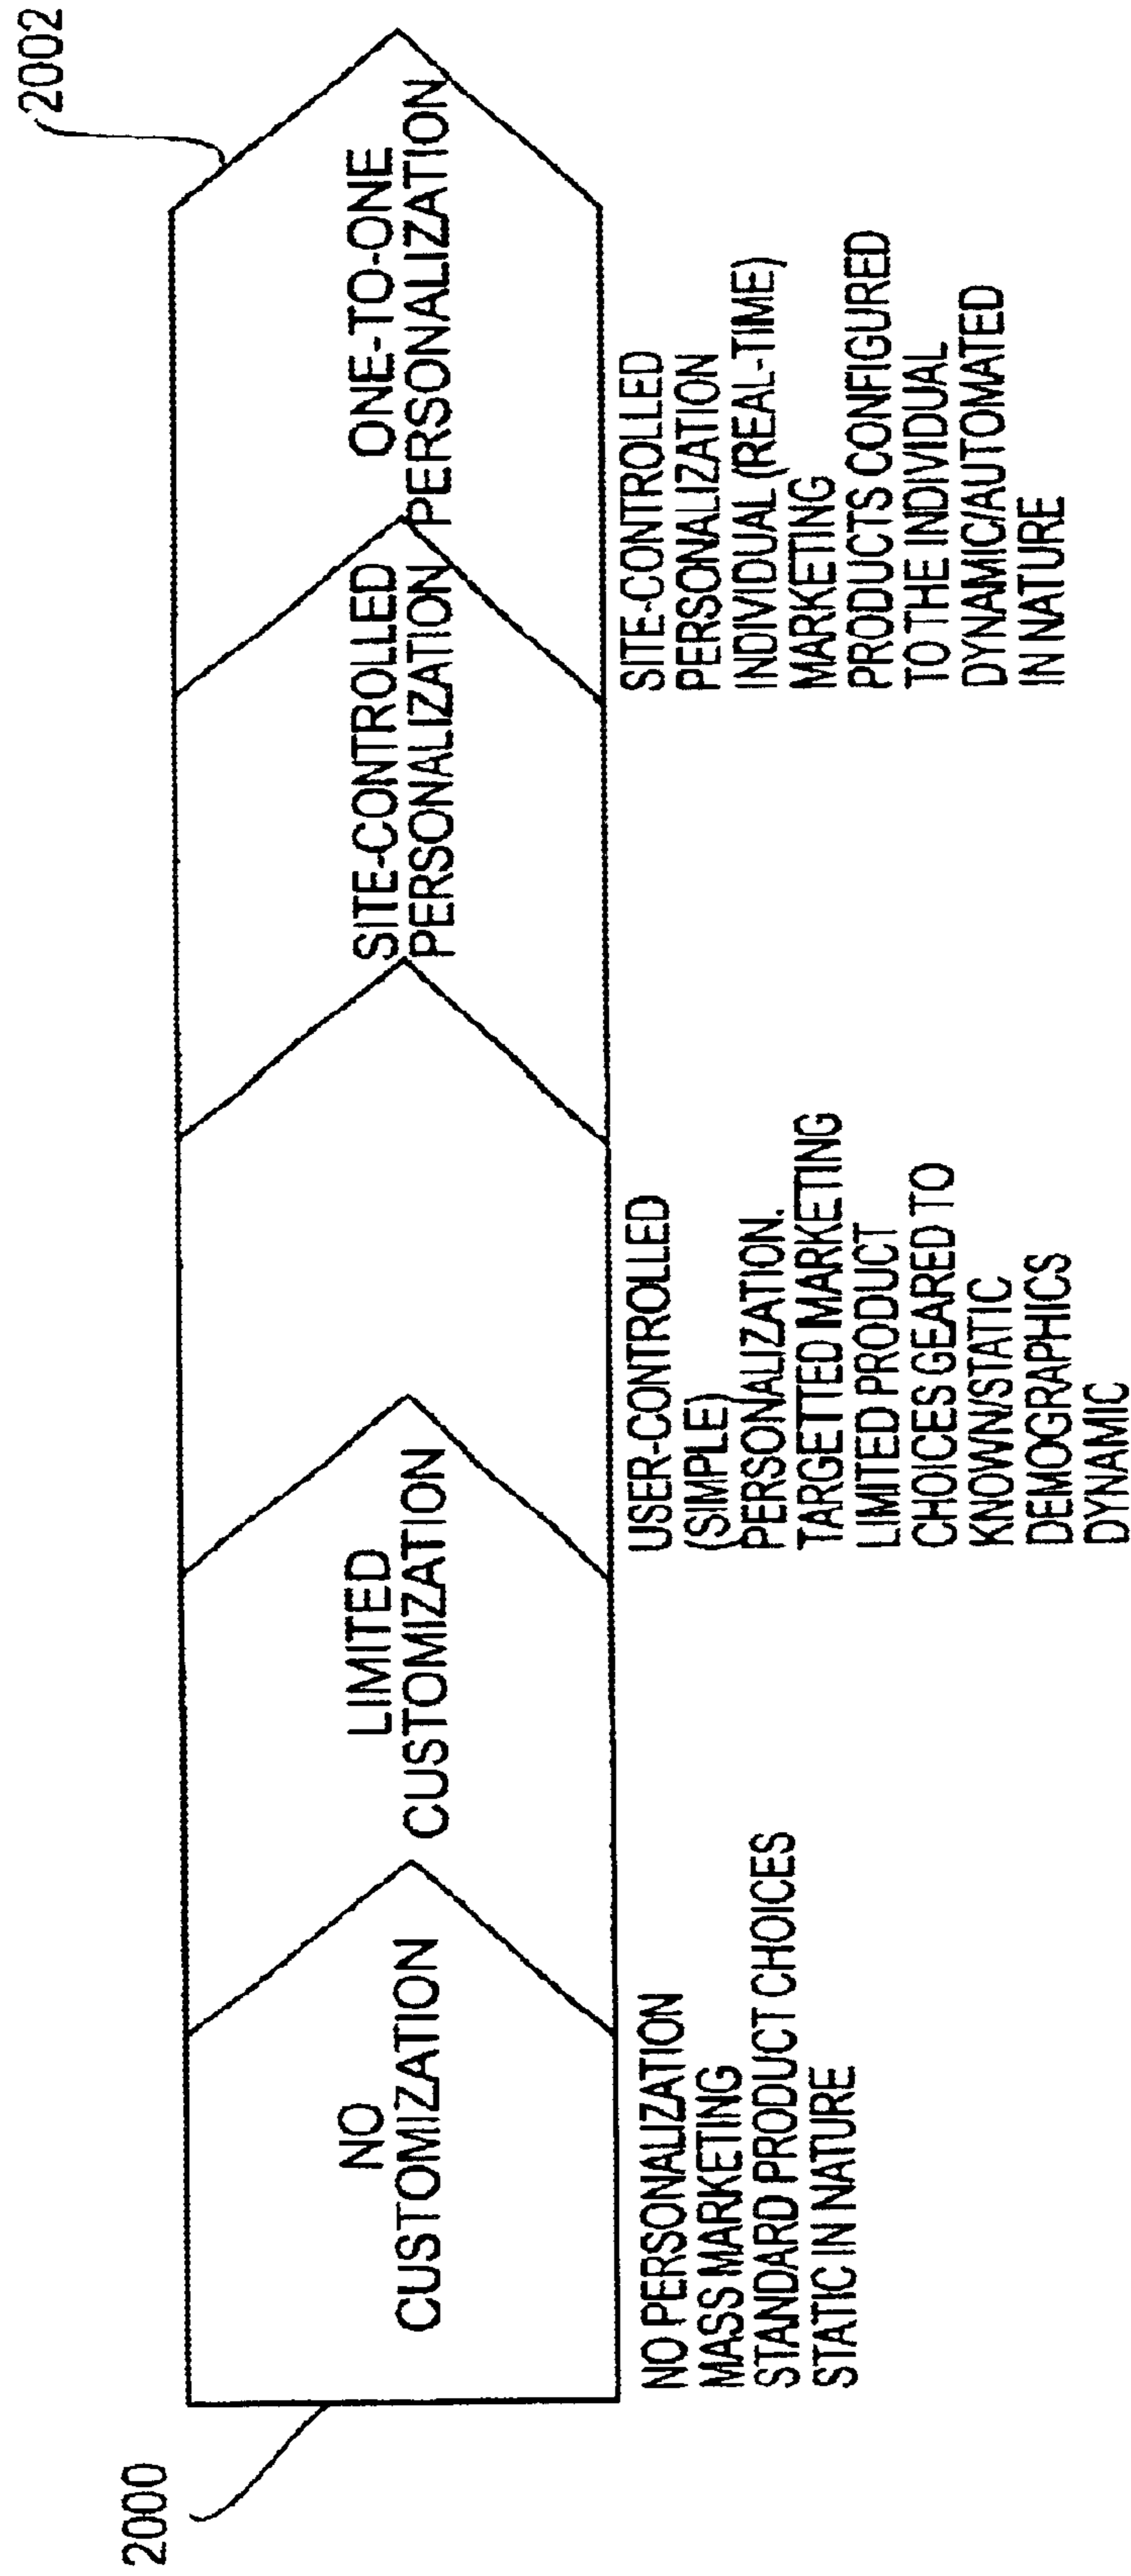 2000
2002
NO
CUSTOMIZATION
LIMITED
CUSTOMIZATION
SITE-CONTROLLED
PERSONALIZATION
ONE-TO-ONE
PERSONALIZATION
NO PERSONALIZATION
MASS MARKETING
STANDARD PRODUCT CHOICES
STATIC IN NATURE
USER-CONTROLLED
(SIMPLE)
PERSONALIZATION.
TARGETTED MARKETING
LIMITED PRODUCT
CHOICES GEARED TO
KNOWN/STATIC
DEMOGRAPHICS
DYNAMIC
SITE-CONTROLLED
PERSONALIZATION
INDIVIDUAL (REAL-TIME)
MARKETING
PRODUCTS CONFIGURED
TO THE INDIVIDUAL
DYNAMIC/AUTOMATED
IN NATURE